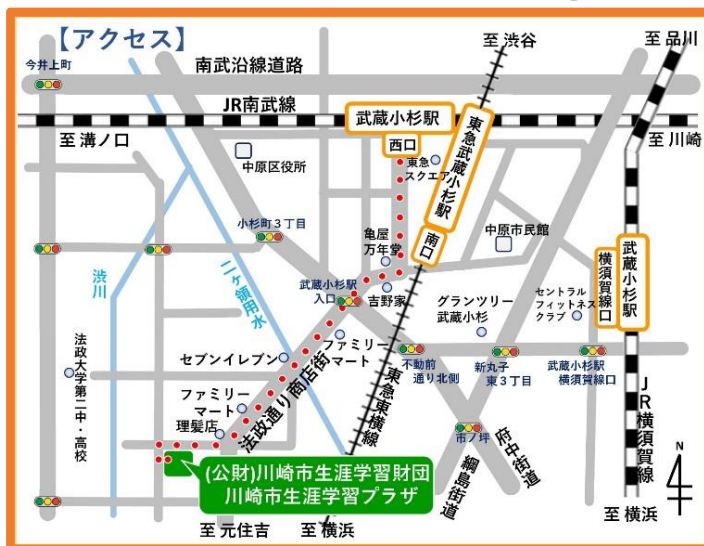 【アクセス】
至 渋谷
至 品川
今井上町
南武沿線道路
JR南武線
武蔵小杉駅
西口
至 溝ノ口
至 川崎
東急武蔵小杉駅
南口
東急
スクエア
中原区役所
小杉町3丁目
亀屋
万年堂
中原市民館
武蔵小杉駅
横須賀線口
渋川
二ヶ領用水
武蔵小杉駅
入口
吉野家
グランツリー
武蔵小杉
セントラル
フィットネス
クラブ
セブンイレブン
ファミリー
マート
法政大学第二中・高校
不動前
通り北側
新丸子
東3丁目
武蔵小杉駅
横須賀線口
ファミリー
マート
理髪店
法政通り商店街
東急東横線
JR横須賀線
市ノ坪
府中街道
綱島街道
N
(公財)川崎市生涯学習財団
川崎市生涯学習プラザ
至 元住吉
至 横浜
至 横浜